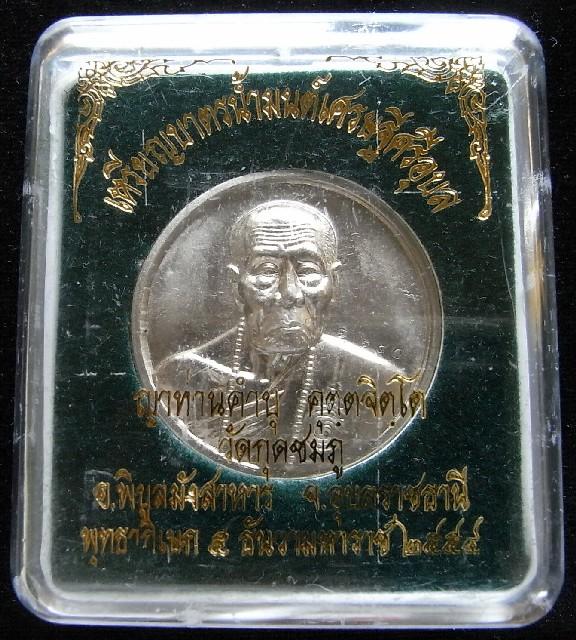 เหรียญบาตรน้ำมนต์เศรษฐีศรีอุบล
ญาท่านคำบุ คุตฺตจิตฺโต
วัดกุดชมภู
อ.พิบูลมังสาหาร จ.อุบลราชธานี
พุทธาภิเษก ๕ ธันวามหาราช ๒๕๕๔